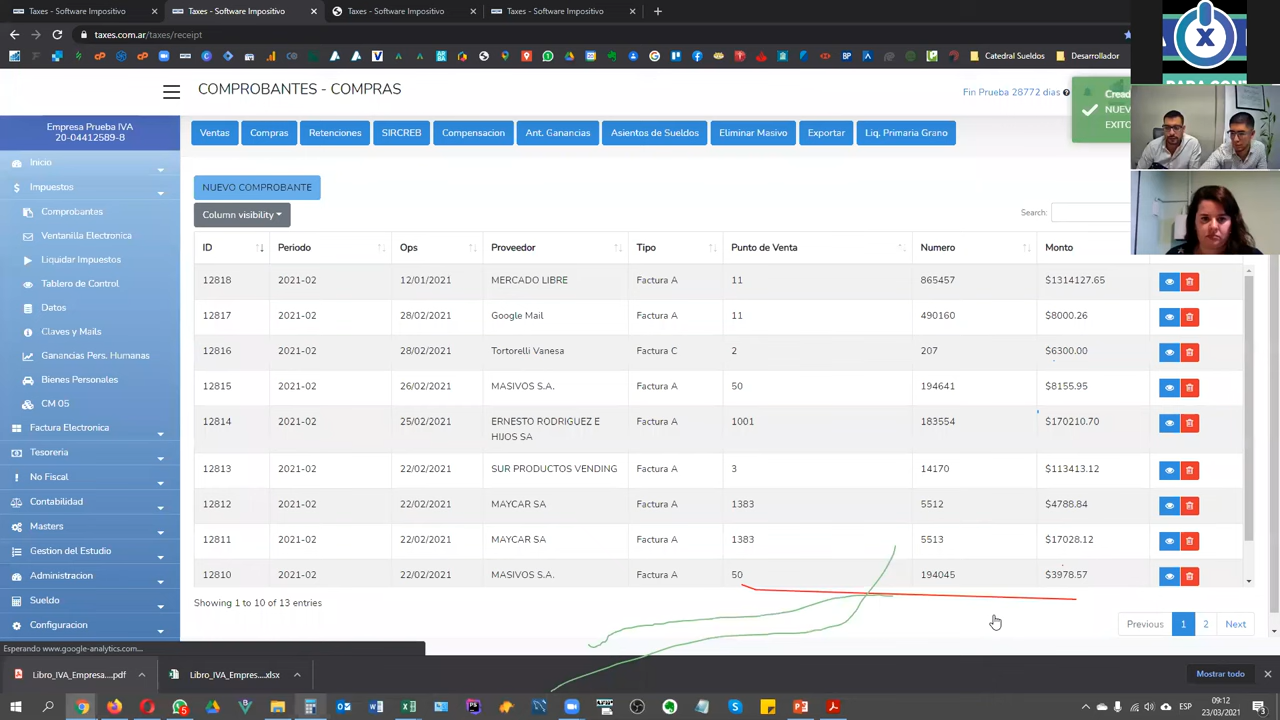 Taxes - Software Impositivo
Taxes - Software Impositivo
Taxes - Software Impositivo
Taxes - Software Impositivo
taxes.com.ar/taxes/receipt
Catedral Sueldos
Desarrollador
COMPROBANTES - COMPRAS
Fin Prueba 28772 dias
Cread
NUEV
EXITO
X
PARA CONT
Empresa Prueba IVA
20-04412589-8
Ventas
Compras
Retenciones
SIRCREB
Compensacion
Ant. Ganancias
Asientos de Sueldos
Eliminar Masivo
Exportar
Liq. Primaria Grano
Inicio
Impuestos
Comprobantes
Ventanilla Electronica
Liquidar Impuestos
Tablero de Control
Datos
Claves y Mails
Ganancias Pers. Humanas
Bienes Personales
CM 05
Factura Electronica
Tesoreria
No Fiscal
Contabilidad
Masters
Gestion del Estudio
Administracion
Sueldo
Configuracion
NUEVO COMPROBANTE
Column visibility
Search:
ID Periodo Ops Proveedor Tipo Punto de Venta Numero Monto
12818 2021-02 12/01/2021 MERCADO LIBRE Factura A 11 865457 $1314127.65
12817 2021-02 28/02/2021 Google Mail Factura A 11 490160 $8000.26
12816 2021-02 28/02/2021 Tortorelli Vanesa Factura C 2 207 $6300.00
12815 2021-02 26/02/2021 MASIVOS S.A. Factura A 50 194641 $8155.95
12814 2021-02 25/02/2021 ERNESTO RODRIGUEZ E Factura A 1001 183554 $170210.70
HIJOS SA
12813 2021-02 22/02/2021 SUR PRODUCTOS VENDING Factura A 3 14170 $113413.12
12812 2021-02 22/02/2021 MAYCAR SA Factura A 1383 5512 $4788.84
12811 2021-02 22/02/2021 MAYCAR SA Factura A 1383 5513 $17028.12
12810 2021-02 22/02/2021 MASIVOS S.A. Factura A 50 194045 $3978.57
Showing 1 to 10 of 13 entries
Previous 1 2 Next
Esperando www.google-analytics.com...
Libro_IVA_Empresa....pdf
Libro_IVA_Empres....xlsx
Mostrar todo
ESP
09:12
23/03/2021